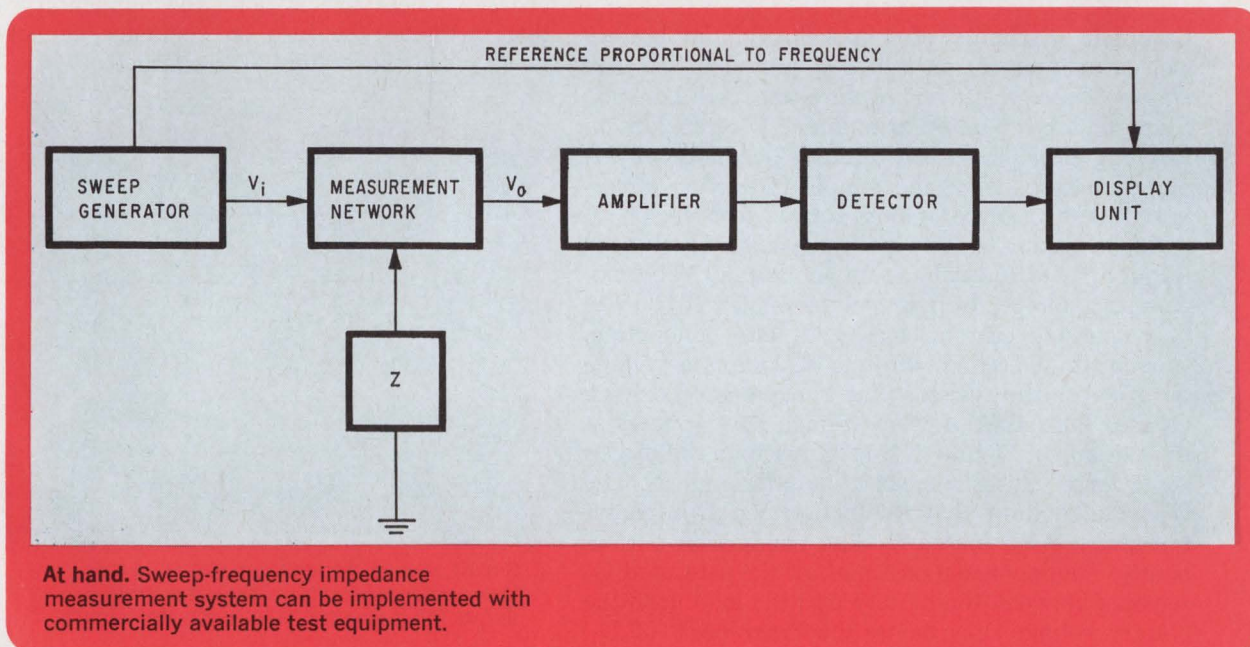 REFERENCE PROPORTIONAL TO FREQUENCY
SWEEP
GENERATOR
Vi
MEASUREMENT
NETWORK
Vo
AMPLIFIER
DETECTOR
DISPLAY
UNIT
Z
At hand. Sweep-frequency impedance
measurement system can be implemented with
commercially available test equipment.